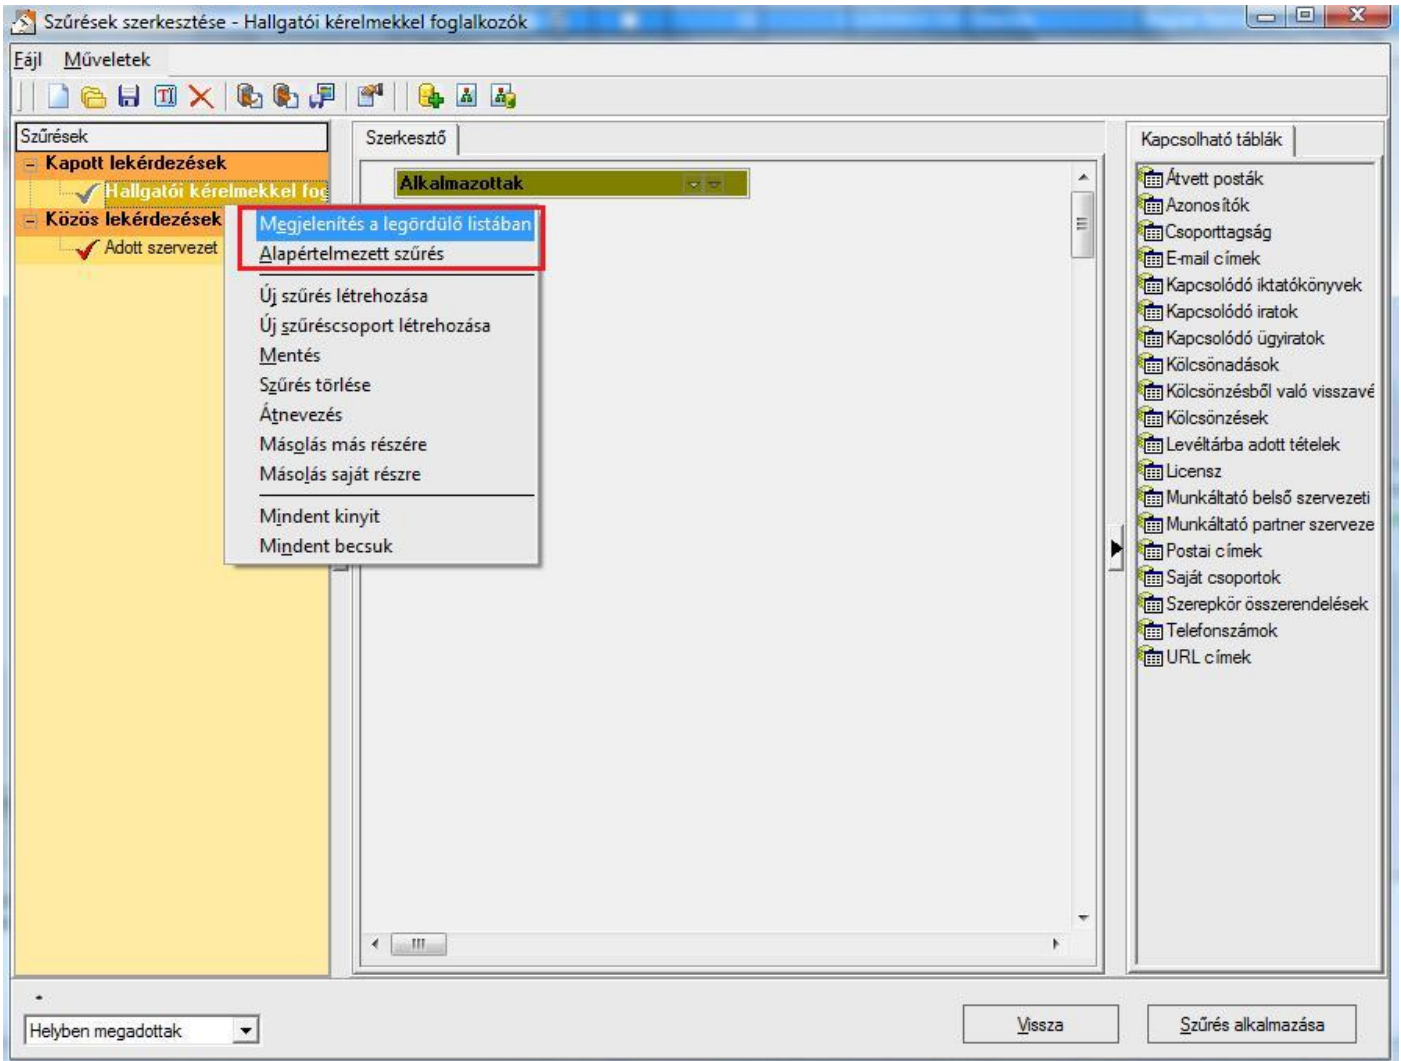 Szűrések szerkesztése - Hallgatói kérelmekkel foglalkozók
Fájl Műveletek
Szűrések
Kapott lekérdezések
Hallgatói kérelmekkel fog
Közös lekérdezések
Adott szervezet
Megjelenítés a legördülő listában
Alapértelmezett szűrés
Új szűrés létrehozása
Új szűréscsoport létrehozása
Mentés
Szűrés törlése
Átnevezés
Másolás más részére
Másolás saját részre
Mindent kinyit
Mindent becsuk
Szerkesztő
Alkalmazottak
Kapcsolható táblák
Átvett posták
Azonosítók
Csoporttagság
E-mail címek
Kapcsolódó iktatókönyvek
Kapcsolódó iratok
Kapcsolódó ügyiratok
Kölcsönadások
Kölcsönzésből való visszavé
Kölcsönzések
Levéltárba adott tételek
Licensz
Munkáltató belső szervezeti
Munkáltató partner szerveze
Postai címek
Saját csoportok
Szerepkör összerendelések
Telefonszámok
URL címek
Helyben megadottak
Vissza
Szűrés alkalmazása